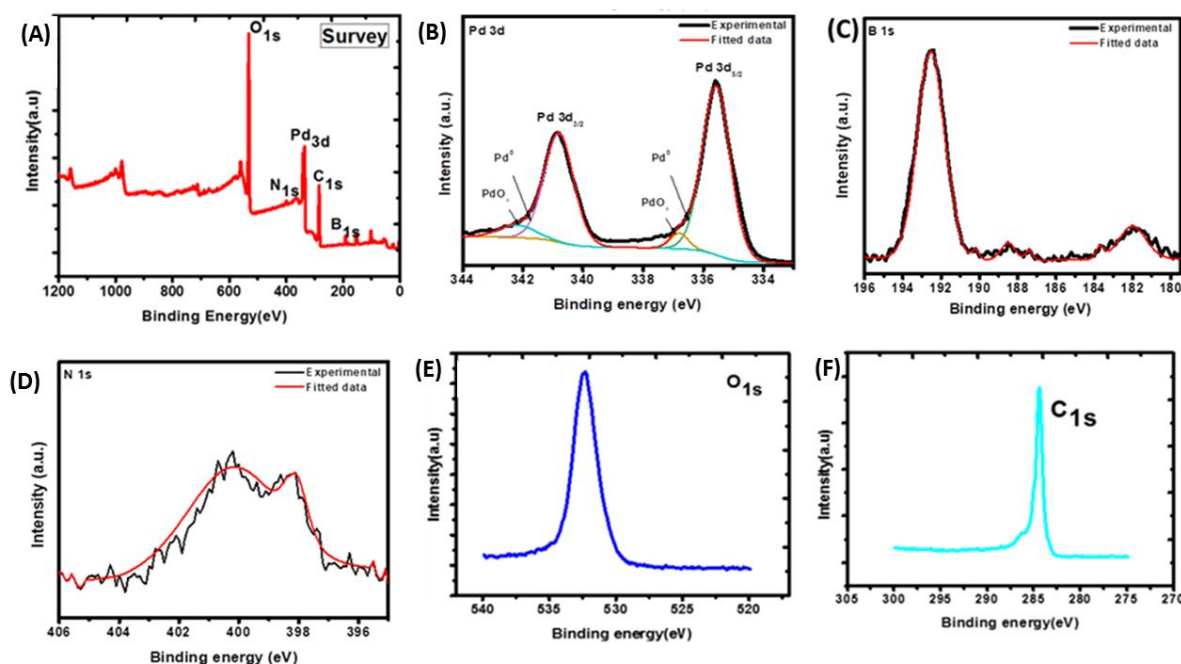 (A)
Survey
O1s
Pd3d
N1s
C1s
B1s
Intensity(a.u)
1200 1000 800 600 400 200 0
Binding Energy(eV)
(B)
Pd 3d
Experimental
Fitted data
Pd 3d5/2
Pd 3d3/2
Pd0
PdOx
Pd0
PdOx
Intensity (a.u.)
344 342 340 338 336 334
Binding energy (eV)
(C)
B 1s
Experimental
Fitted data
Intensity (a.u.)
196 194 192 190 188 186 184 182 180
Binding energy (eV)
(D)
N 1s
Experimental
Fitted data
Intensity (a.u.)
406 404 402 400 398 396
Binding energy (eV)
(E)
O1s
Intensity(a.u)
540 530 525 520
Binding energy(eV)
(F)
C1s
Intensity(a.u)
305 300 295 290 285 280 275 270
Binding energy(eV)